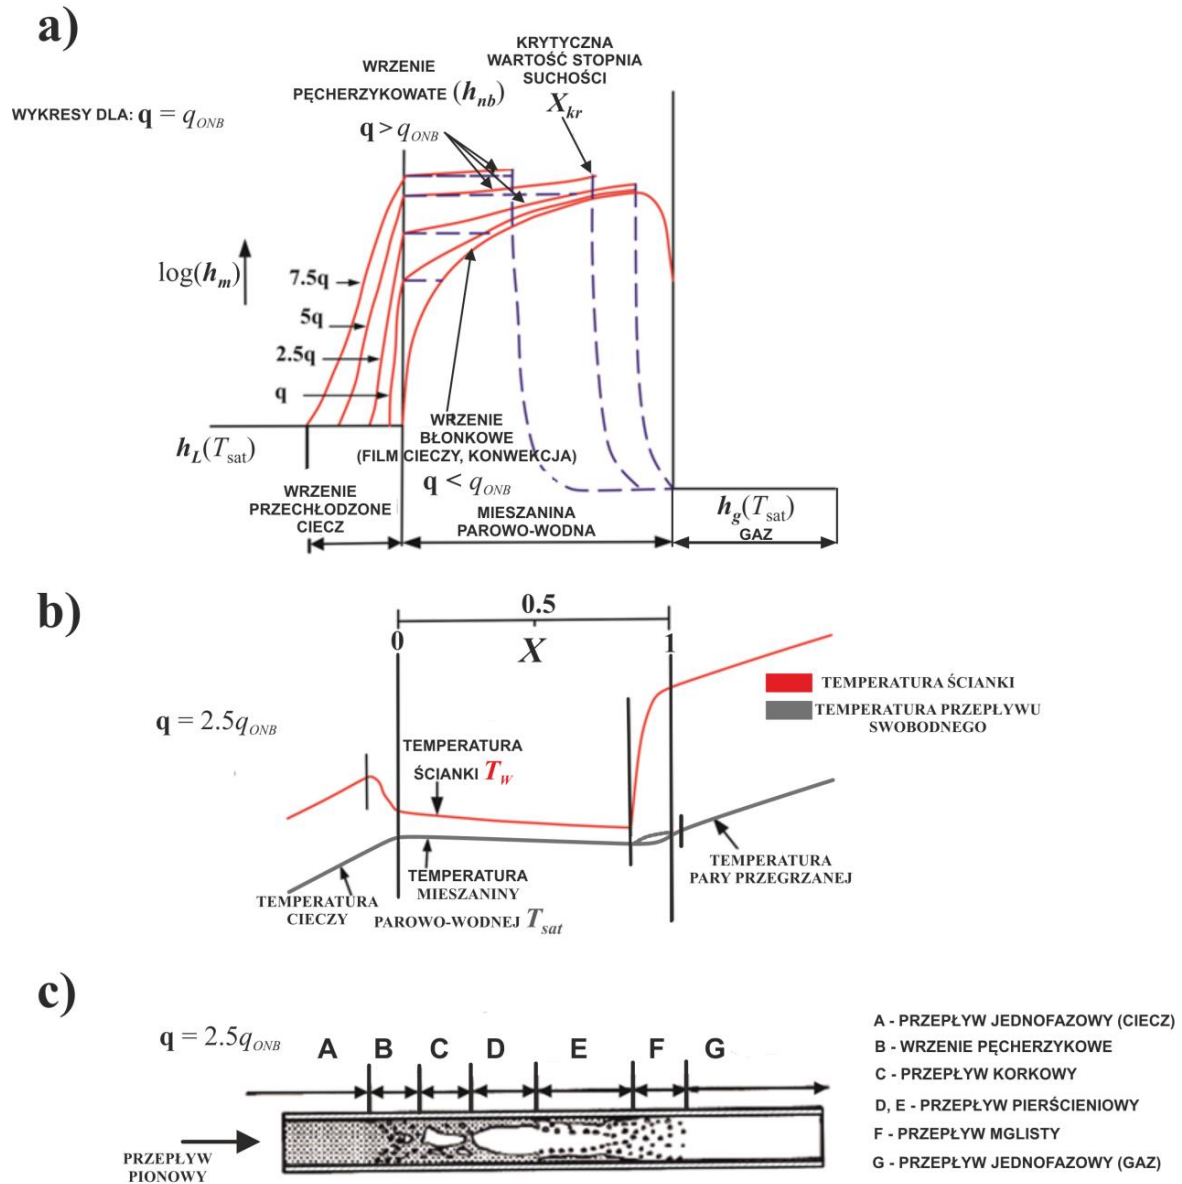 a)
WYKRESY DLA: q = q_ONB
WRZENIE
PĘCHERZYKOWATE (h_nb)
q > q_ONB
KRYTYCZNA
WARTOŚĆ STOPNIA
SUCHOŚCI
X_kr
log(h_m)
7.5q
5q
2.5q
q
h_L(T_sat)
WRZENIE
BŁONKOWE
(FILM CIECZY, KONWEKCJA)
q < q_ONB
WRZENIE
PRZECHŁODZONE
CIECZ
MIESZANINA
PAROWO-WODNA
h_g(T_sat)
GAZ
b)
0.5
0
X
1
q = 2.5q_ONB
TEMPERATURA ŚCIANKI
TEMPERATURA PRZEPŁYWU
SWOBODNEGO
TEMPERATURA
ŚCIANKI T_W
TEMPERATURA
CIECZY
TEMPERATURA
MIESZANINY
PAROWO-WODNEJ T_sat
TEMPERATURA
PARY PRZEGRZANEJ
c)
q = 2.5q_ONB
A B C D E F G
PRZEPŁYW
PIONOWY
A - PRZEPŁYW JEDNOFAZOWY (CIECZ)
B - WRZENIE PĘCHERZYKOWE
C - PRZEPŁYW KORKOWY
D, E - PRZEPŁYW PIERŚCIENIOWY
F - PRZEPŁYW MGLISTY
G - PRZEPŁYW JEDNOFAZOWY (GAZ)